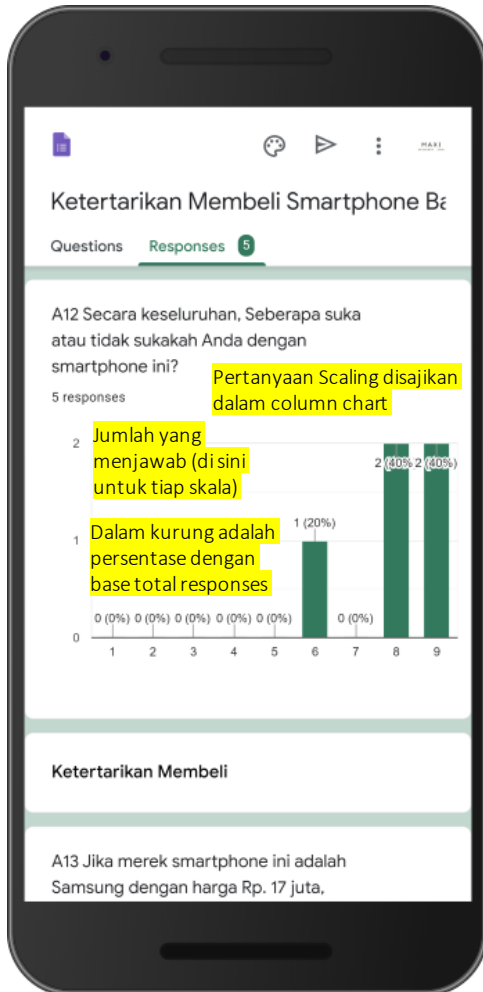 MARI
Ketertarikan Membeli Smartphone Ba
Questions Responses 5
A12 Secara keseluruhan, Seberapa suka
atau tidak sukakah Anda dengan
smartphone ini?
5 responses
Pertanyaan Scaling disajikan
dalam column chart
Jumlah yang
menjawab (di sini
untuk tiap skala)
Dalam kurung adalah
persentase dengan
base total responses
2
1
0
0 (0%) 0 (0%) 0 (0%) 0 (0%) 0 (0%) 1 (20%) 0 (0%) 2 (40%) 2 (40%)
1 2 3 4 5 6 7 8 9
Ketertarikan Membeli
A13 Jika merek smartphone ini adalah
Samsung dengan harga Rp. 17 juta,